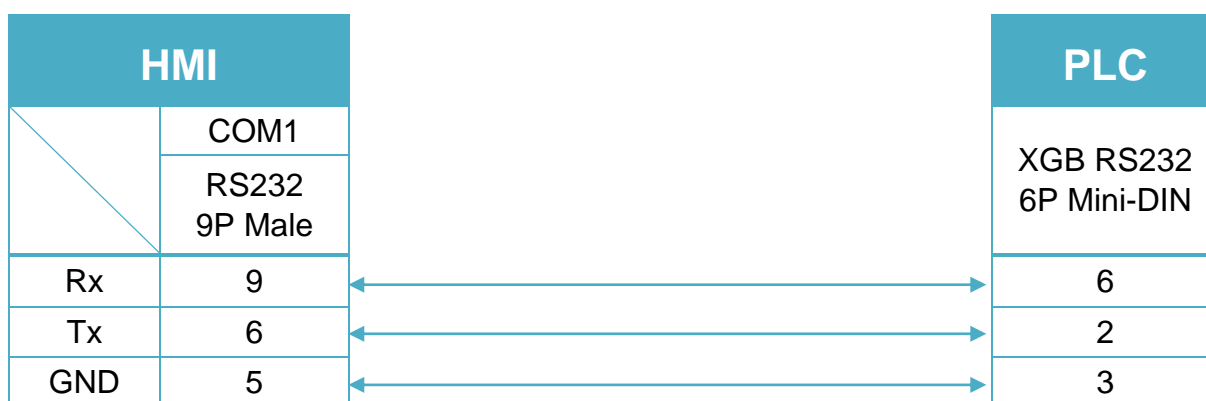 HMI
PLC
COM1
RS232
9P Male
XGB RS232
6P Mini-DIN
Rx 9 6
Tx 6 2
GND 5 3